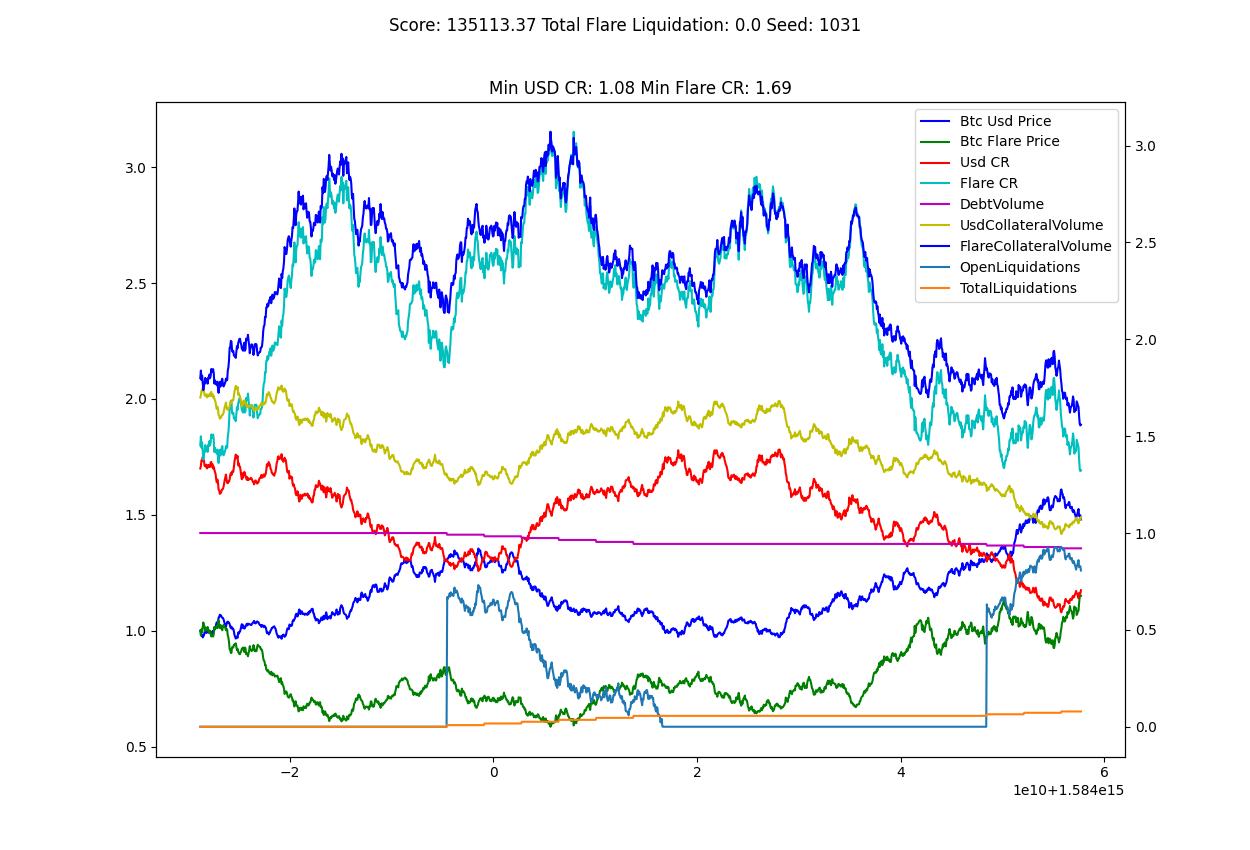 Score: 135113.37 Total Flare Liquidation: 0.0 Seed: 1031
Min USD CR: 1.08 Min Flare CR: 1.69
Btc Usd Price
Btc Flare Price
Usd CR
Flare CR
DebtVolume
UsdCollateralVolume
FlareCollateralVolume
OpenLiquidations
TotalLiquidations
3.0
2.5
2.0
1.5
1.0
0.5
3.0
2.5
2.0
1.5
1.0
0.5
0.0
−2 0 2 4 6
1e10+1.584e15